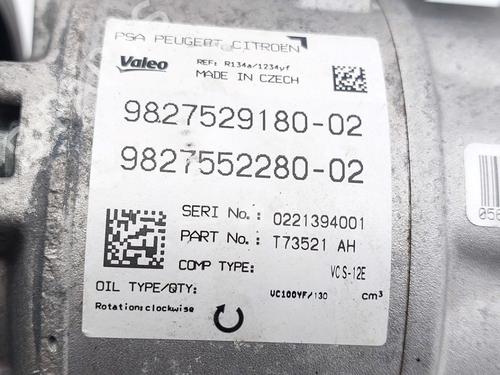 PSA PEUGEOT CITROËN
Valeo REF: R134a/1234yf
MADE IN CZECH
9827529180-02
9827552280-02
SERI No.: 0221394001
PART No.: T73521 AH
COMP TYPE: VCS-12E
OIL TYPE/QTY: VC100YF/130 cm³
Rotation:clockwise